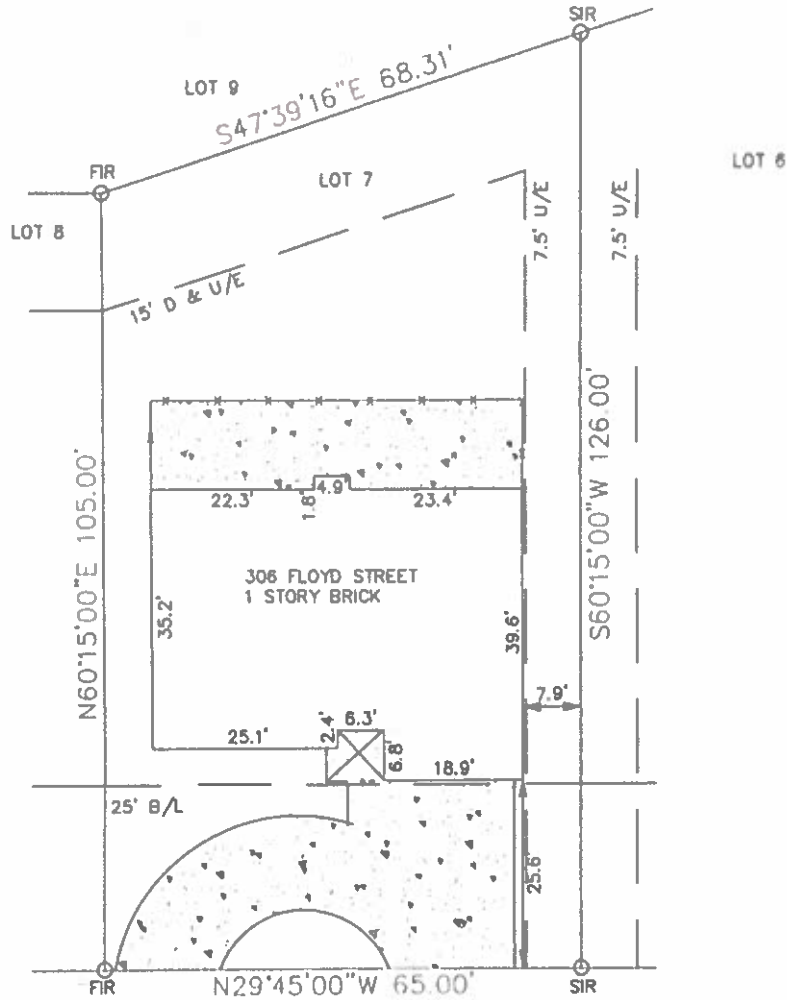 SIR
LOT 9
S47°39'16"E 68.31'
LOT 6
FIR
LOT 7
7.5' U/E
7.5' U/E
LOT 8
15' D & U/E
N60°15'00"E 105.00'
S60°15'00"W 126.00'
22.3'
1.8'
4.9'
23.4'
306 FLOYD STREET
1 STORY BRICK
35.2'
39.6'
7.9'
25.1'
2.4'
6.3'
6.8'
18.9'
25' B/L
25.6'
FIR
N29°45'00"W 65.00'
SIR